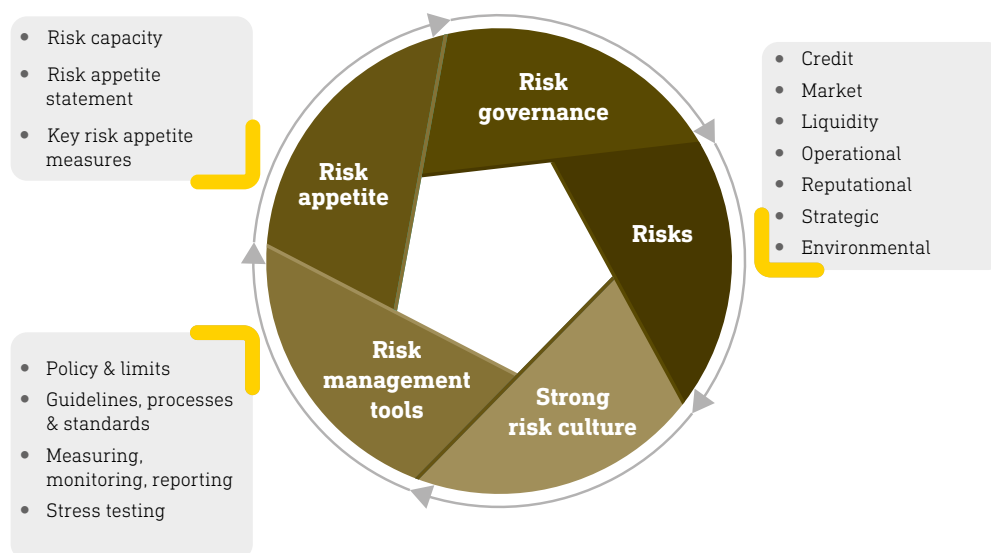 Risk capacity
Risk appetite
statement
Key risk appetite
measures
Risk
governance
Risk
appetite
Risks
Credit
Market
Liquidity
Operational
Reputational
Strategic
Environmental
Risk
management
tools
Strong
risk culture
Policy & limits
Guidelines, processes
& standards
Measuring,
monitoring, reporting
Stress testing